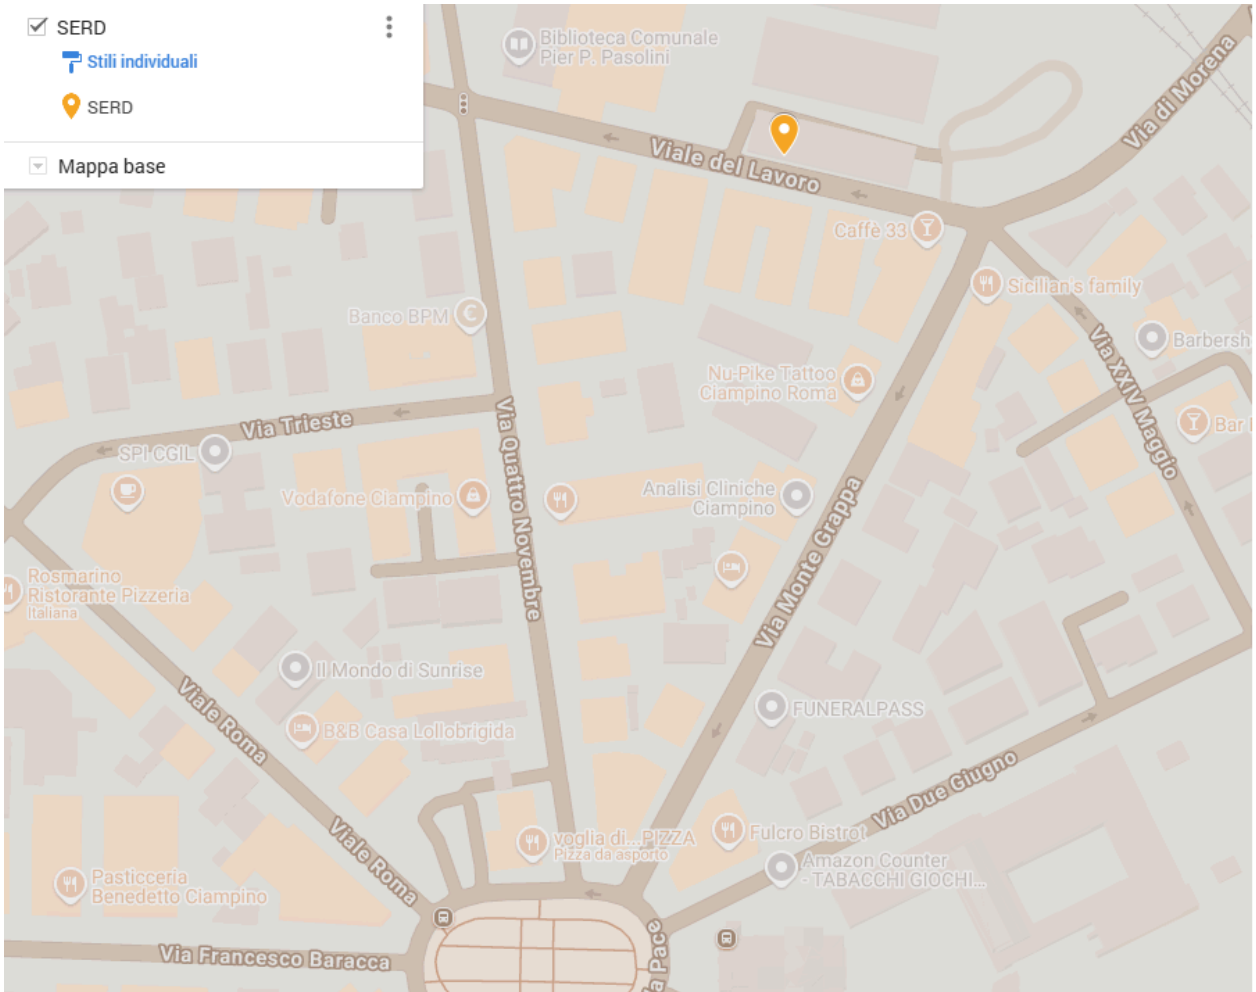 SERD
Stili individuali
SERD
Mappa base
Biblioteca Comunale
Pier P. Pasolini
Via di Morena
Viale del Lavoro
Caffè 33
Sicilian's family
Banco BPM
Barbersh
Nu-Pike Tattoo
Ciampino Roma
Via XXIV Maggio
Via Trieste
Via Quattro Novembre
Bar
SPI CGIL
Vodafone Ciampino
Analisi Cliniche
Ciampino
Via Monte Grappa
Rosmarino
Ristorante Pizzeria
Italiana
Il Mondo di Sunrise
Viale Roma
B&B Casa Lollobrigida
FUNERALPASS
Via Due Giugno
Viale Roma
voglia di... PIZZA
Pizza da asporto
Fulcro Bistrot
Amazon Counter
- TABACCHI GIOCHI...
Pasticceria
Benedetto Ciampino
Via Francesco Baracca
a Pace